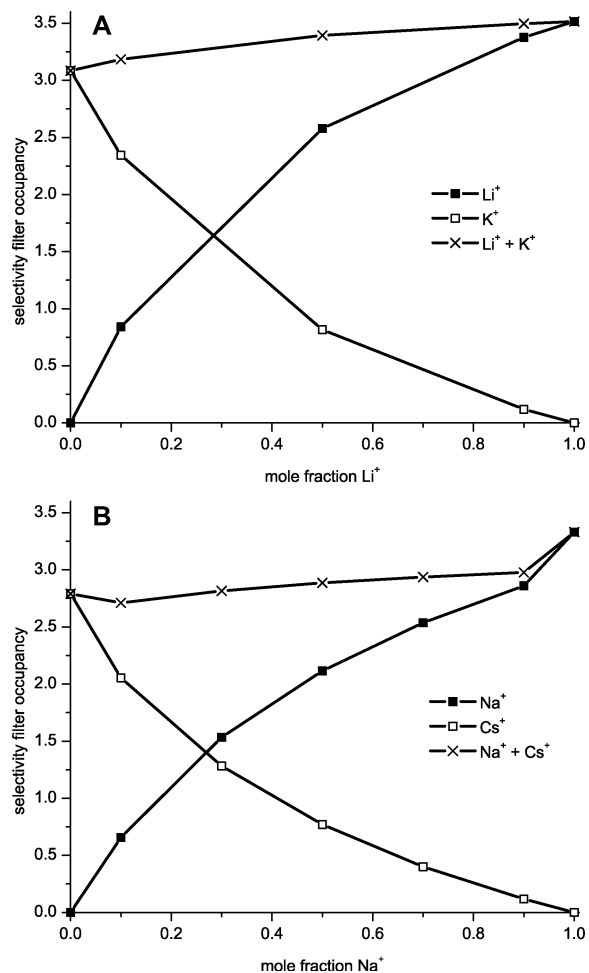 A
3.5
3.0
2.5
2.0
1.5
1.0
0.5
0.0
selectivity filter occupancy
Li⁺
K⁺
Li⁺ + K⁺
0.0 0.2 0.4 0.6 0.8 1.0
mole fraction Li⁺
B
3.5
3.0
2.5
2.0
1.5
1.0
0.5
0.0
selectivity filter occupancy
Na⁺
Cs⁺
Na⁺ + Cs⁺
0.0 0.2 0.4 0.6 0.8 1.0
mole fraction Na⁺